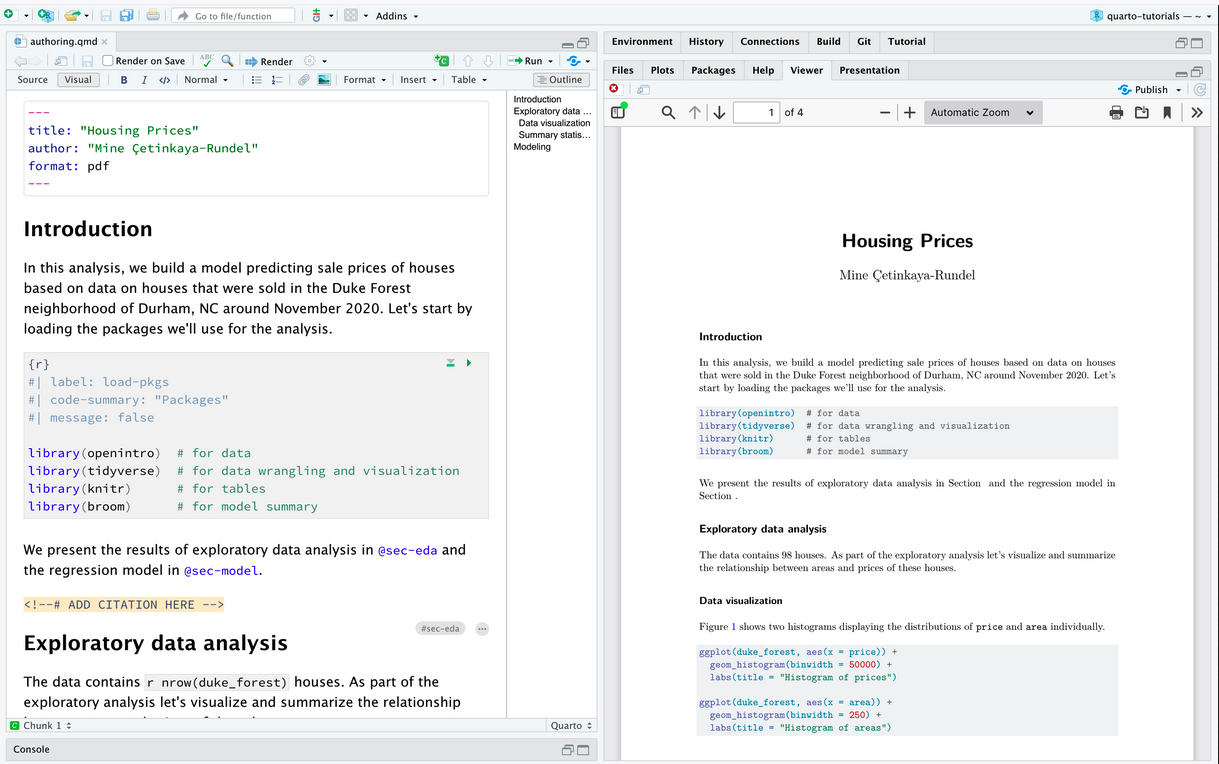 Go to file/function
Addins
quarto-tutorials — ~
authoring.qmd
Render on Save
ABC
Render
Run
Source Visual B I </> Normal Format Insert Table Outline
---
title: "Housing Prices"
author: "Mine Çetinkaya-Rundel"
format: pdf
---
Introduction
In this analysis, we build a model predicting sale prices of houses
based on data on houses that were sold in the Duke Forest
neighborhood of Durham, NC around November 2020. Let's start by
loading the packages we'll use for the analysis.
{r}
#| label: load-pkgs
#| code-summary: "Packages"
#| message: false
library(openintro)  # for data
library(tidyverse)  # for data wrangling and visualization
library(knitr)      # for tables
library(broom)      # for model summary
We present the results of exploratory data analysis in @sec-eda and
the regression model in @sec-model.
<!--# ADD CITATION HERE -->
#sec-eda
Exploratory data analysis
The data contains r nrow(duke_forest) houses. As part of the
exploratory analysis let's visualize and summarize the relationship
Chunk 1
Quarto
Console
Introduction
Exploratory data ...
Data visualization
Summary statis...
Modeling
Environment History Connections Build Git Tutorial
Files Plots Packages Help Viewer Presentation
Publish
1 of 4
Automatic Zoom
Housing Prices
Mine Çetinkaya-Rundel
Introduction
In this analysis, we build a model predicting sale prices of houses based on data on houses
that were sold in the Duke Forest neighborhood of Durham, NC around November 2020. Let's
start by loading the packages we'll use for the analysis.
library(openintro)  # for data
library(tidyverse)  # for data wrangling and visualization
library(knitr)      # for tables
library(broom)      # for model summary
We present the results of exploratory data analysis in Section  and the regression model in
Section .
Exploratory data analysis
The data contains 98 houses. As part of the exploratory analysis let's visualize and summarize
the relationship between areas and prices of these houses.
Data visualization
Figure 1 shows two histograms displaying the distributions of price and area individually.
ggplot(duke_forest, aes(x = price)) +
  geom_histogram(binwidth = 50000) +
  labs(title = "Histogram of prices")
ggplot(duke_forest, aes(x = area)) +
  geom_histogram(binwidth = 250) +
  labs(title = "Histogram of areas")